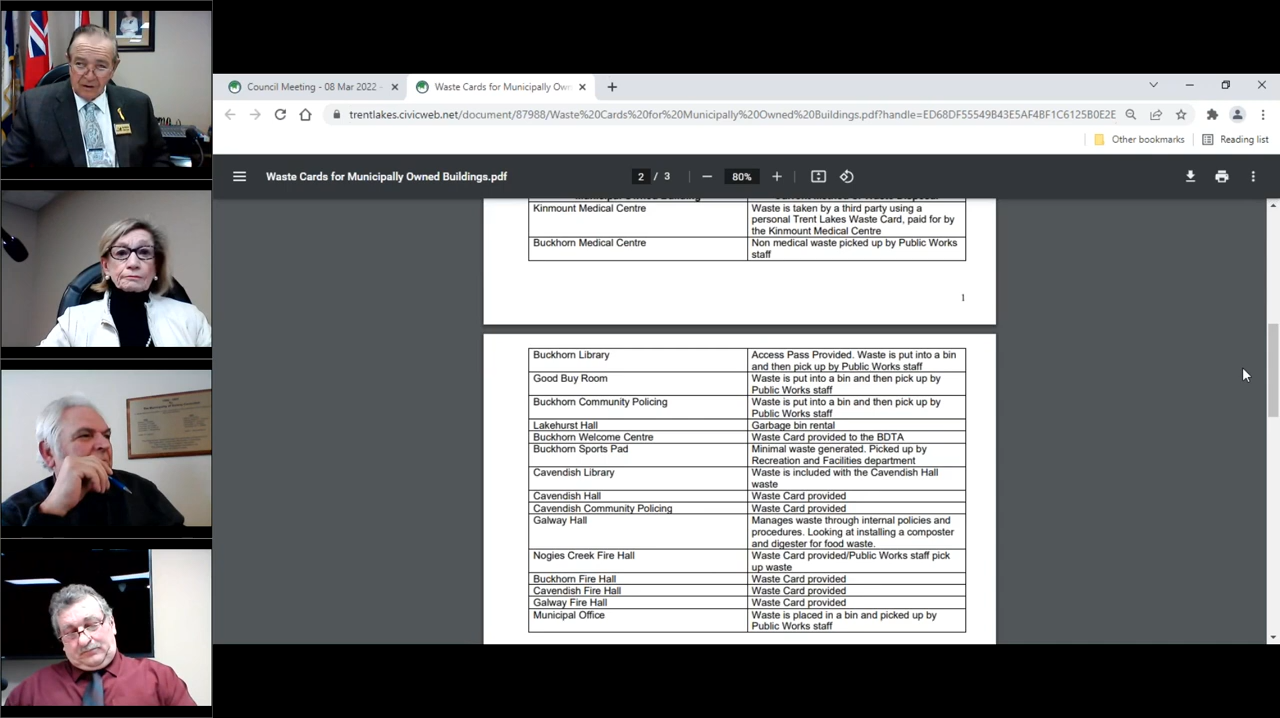 Council Meeting - 08 Mar 2022 -
Waste Cards for Municipally Own
trentlakes.civicweb.net/document/87988/Waste%20Cards%20for%20Municipally%20Owned%20Buildings.pdf?handle=ED68DF55549B43E5AF4BF1C6125B0E2E
Other bookmarks
Reading list
Waste Cards for Municipally Owned Buildings.pdf
2 / 3
80%
Kinmount Medical Centre
Waste is taken by a third party using a
personal Trent Lakes Waste Card, paid for by
the Kinmount Medical Centre
Buckhorn Medical Centre
Non medical waste picked up by Public Works
staff
1
Buckhorn Library
Access Pass Provided. Waste is put into a bin
and then pick up by Public Works staff
Good Buy Room
Waste is put into a bin and then pick up by
Public Works staff
Buckhorn Community Policing
Waste is put into a bin and then pick up by
Public Works staff
Lakehurst Hall
Garbage bin rental
Buckhorn Welcome Centre
Waste Card provided to the BDTA
Buckhorn Sports Pad
Minimal waste generated. Picked up by
Recreation and Facilities department
Cavendish Library
Waste is included with the Cavendish Hall
waste
Cavendish Hall
Waste Card provided
Cavendish Community Policing
Waste Card provided
Galway Hall
Manages waste through internal policies and
procedures. Looking at installing a composter
and digester for food waste.
Nogies Creek Fire Hall
Waste Card provided/Public Works staff pick
up waste
Buckhorn Fire Hall
Waste Card provided
Cavendish Fire Hall
Waste Card provided
Galway Fire Hall
Waste Card provided
Municipal Office
Waste is placed in a bin and picked up by
Public Works staff